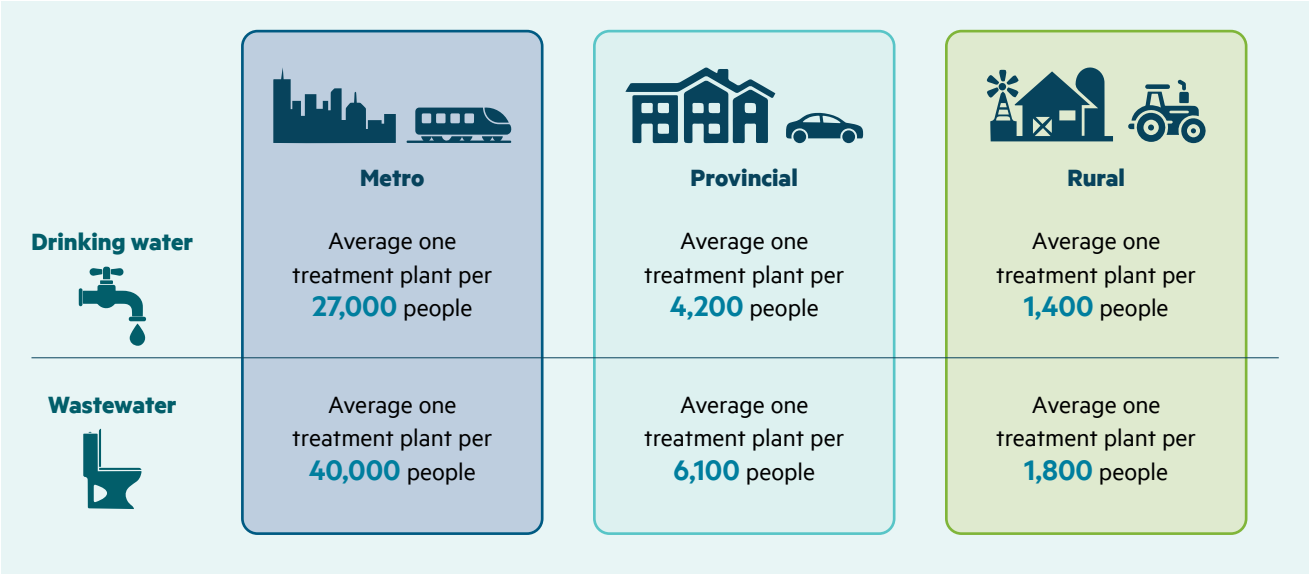 Metro
Provincial
Rural
Drinking water
Average one
treatment plant per
27,000 people
Average one
treatment plant per
4,200 people
Average one
treatment plant per
1,400 people
Wastewater
Average one
treatment plant per
40,000 people
Average one
treatment plant per
6,100 people
Average one
treatment plant per
1,800 people